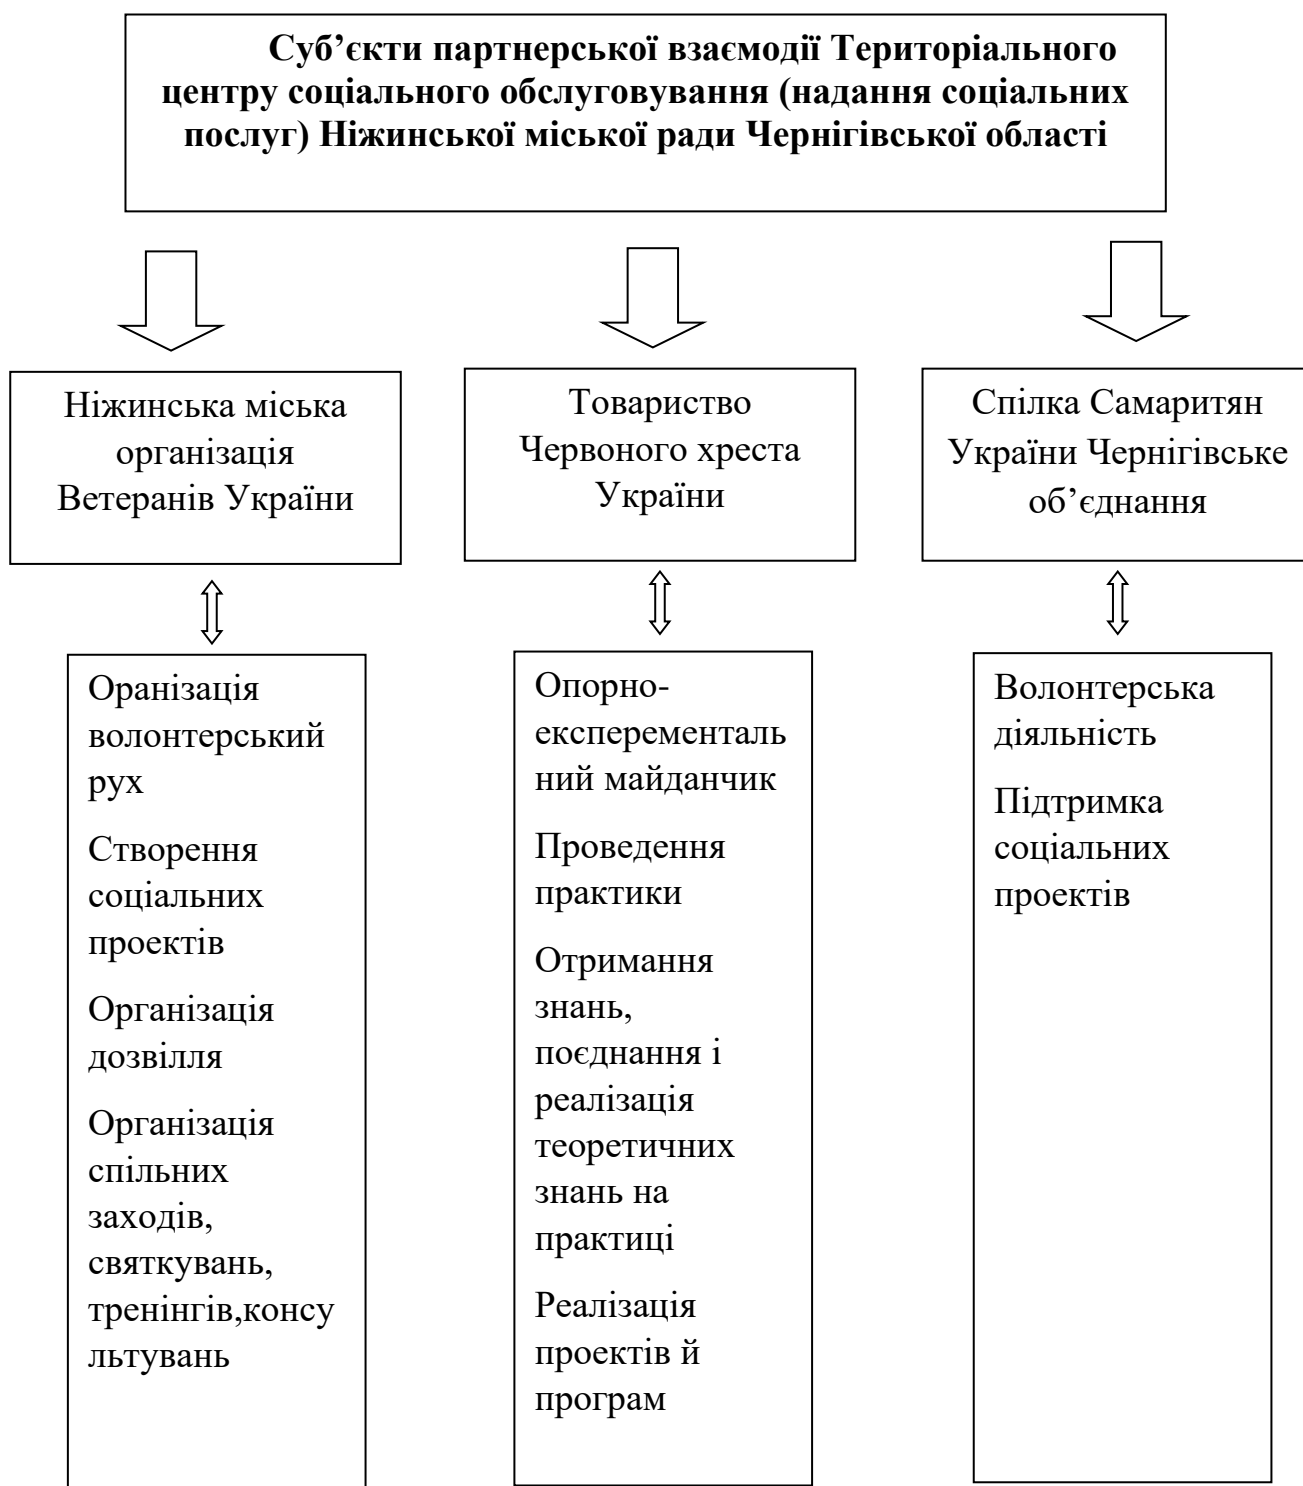 Суб’єкти партнерської взаємодії Територіального
центру соціального обслуговування (надання соціальних
послуг) Ніжинської міської ради Чернігівської області
Ніжинська міська
організація
Ветеранів України
Товариство
Червоного хреста
України
Спілка Самаритян
України Чернігівське
об’єднання
Оранізація
волонтерський
рух
Створення
соціальних
проектів
Організація
дозвілля
Організація
спільних
заходів,
святкувань,
тренінгів,консу
льтувань
Опорно-
експеременталь
ний майданчик
Проведення
практики
Отримання
знань,
поєднання і
реалізація
теоретичних
знань на
практиці
Реалізація
проектів й
програм
Волонтерська
діяльність
Підтримка
соціальних
проектів